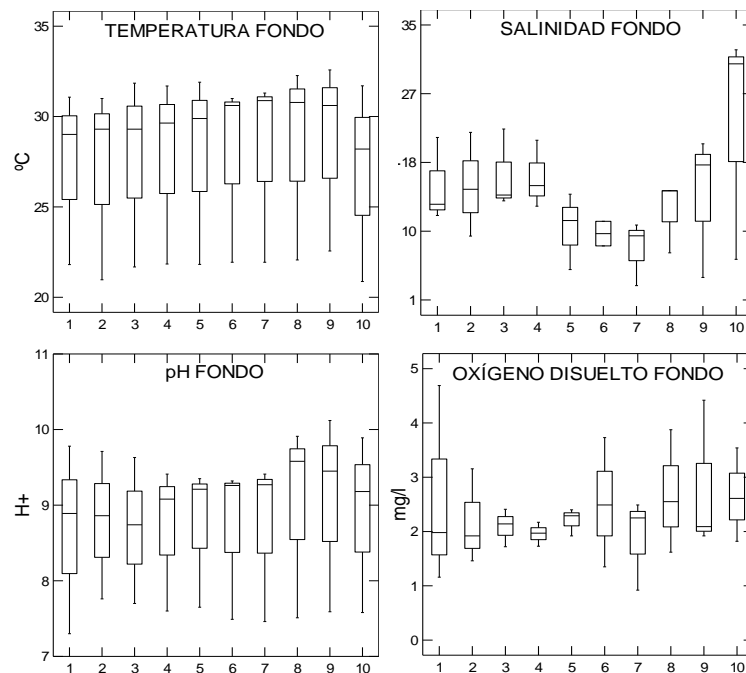 TEMPERATURA FONDO
35
30
25
20
ºC
1 2 3 4 5 6 7 8 9 10
SALINIDAD FONDO
35
27
18
10
1
1 2 3 4 5 6 7 8 9 10
pH FONDO
11
10
9
8
7
H+
1 2 3 4 5 6 7 8 9 10
OXÍGENO DISUELTO FONDO
5
4
3
2
1
0
mg/l
1 2 3 4 5 6 7 8 9 10